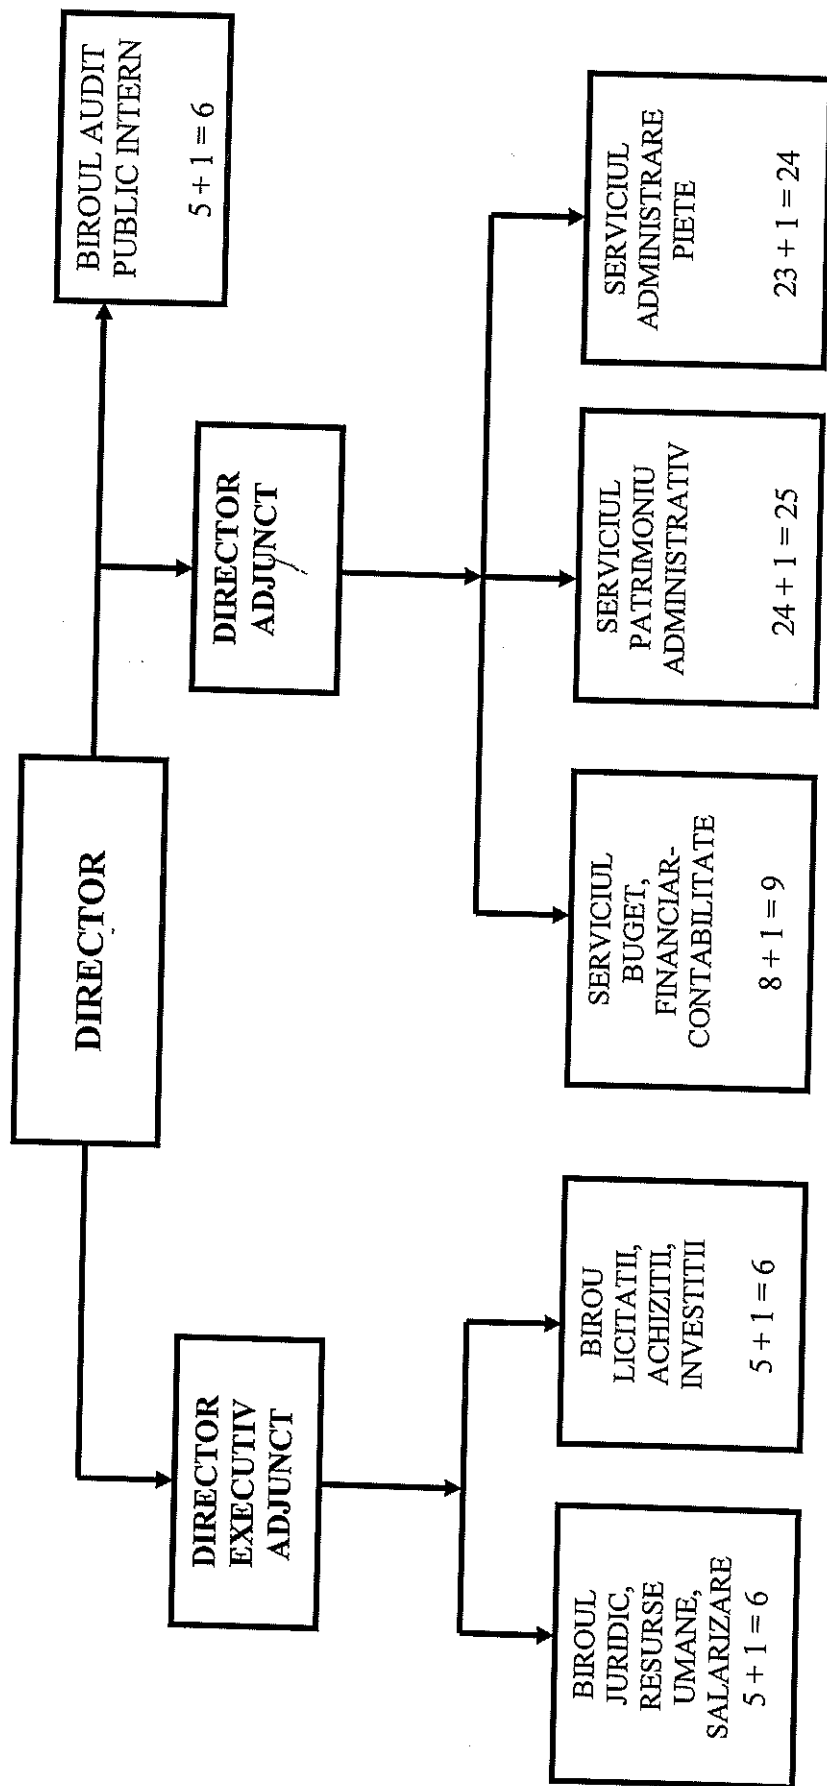 DIRECTOR
BIROUL AUDIT
PUBLIC INTERN
5 + 1 = 6
DIRECTOR
EXECUTIV
ADJUNCT
DIRECTOR
ADJUNCT
BIROUL
JURIDIC,
RESURSE
UMANE,
SALARIZARE
5 + 1 = 6
BIROU
LICITATII,
ACHIZITII,
INVESTITII
5 + 1 = 6
SERVICIUL
BUGET,
FINANCIAR-
CONTABILITATE
8 + 1 = 9
SERVICIUL
PATRIMONIU
ADMINISTRATIV
24 + 1 = 25
SERVICIUL
ADMINISTRARE
PIETE
23 + 1 = 24